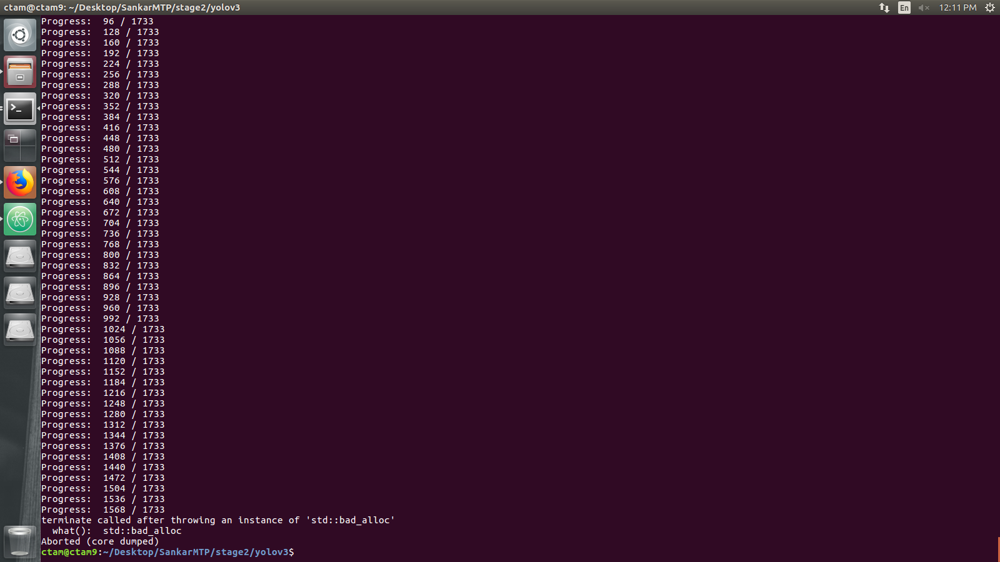 ctam@ctam9: ~/Desktop/SankarMTP/stage2/yolov3
En
12:11 PM
Progress:  96 / 1733
Progress:  128 / 1733
Progress:  160 / 1733
Progress:  192 / 1733
Progress:  224 / 1733
Progress:  256 / 1733
Progress:  288 / 1733
Progress:  320 / 1733
Progress:  352 / 1733
Progress:  384 / 1733
Progress:  416 / 1733
Progress:  448 / 1733
Progress:  480 / 1733
Progress:  512 / 1733
Progress:  544 / 1733
Progress:  576 / 1733
Progress:  608 / 1733
Progress:  640 / 1733
Progress:  672 / 1733
Progress:  704 / 1733
Progress:  736 / 1733
Progress:  768 / 1733
Progress:  800 / 1733
Progress:  832 / 1733
Progress:  864 / 1733
Progress:  896 / 1733
Progress:  928 / 1733
Progress:  960 / 1733
Progress:  992 / 1733
Progress:  1024 / 1733
Progress:  1056 / 1733
Progress:  1088 / 1733
Progress:  1120 / 1733
Progress:  1152 / 1733
Progress:  1184 / 1733
Progress:  1216 / 1733
Progress:  1248 / 1733
Progress:  1280 / 1733
Progress:  1312 / 1733
Progress:  1344 / 1733
Progress:  1376 / 1733
Progress:  1408 / 1733
Progress:  1440 / 1733
Progress:  1472 / 1733
Progress:  1504 / 1733
Progress:  1536 / 1733
Progress:  1568 / 1733
terminate called after throwing an instance of 'std::bad_alloc'
  what():  std::bad_alloc
Aborted (core dumped)
ctam@ctam9:~/Desktop/SankarMTP/stage2/yolov3$